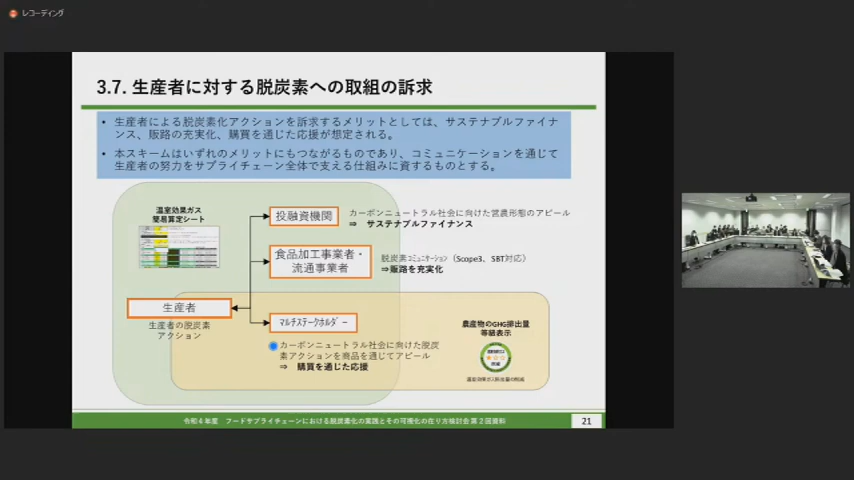 レコーディング
3.7. 生産者に対する脱炭素への取組の訴求
• 生産者による脱炭素化アクションを訴求するメリットとしては、サステナブルファイナ
ンス、販路の充実化、購買を通じた応援が想定される。
• 本スキームはいずれのメリットにもつながるものであり、コミュニケーションを通じて
生産者の努力をサプライチェーン全体で支える仕組みに資するものとする。
温室効果ガス
簡易算定シート
投融資機関
カーボンニュートラル社会に向けた営農形態のアピール
⇒ サステナブルファイナンス
食品加工事業者・
流通事業者
脱炭素コミュニケーション（Scope3、SBT対応）
⇒販路を充実化
生産者
生産者の脱炭素
アクション
マルチステークホルダー
カーボンニュートラル社会に向けた脱炭
素アクションを商品を通じてアピール
⇒ 購買を通じた応援
農産物のGHG排出量
等級表示
令和４年度 フードサプライチェーンにおける脱炭素化の実践とその可視化の在り方検討会 第２回資料
21